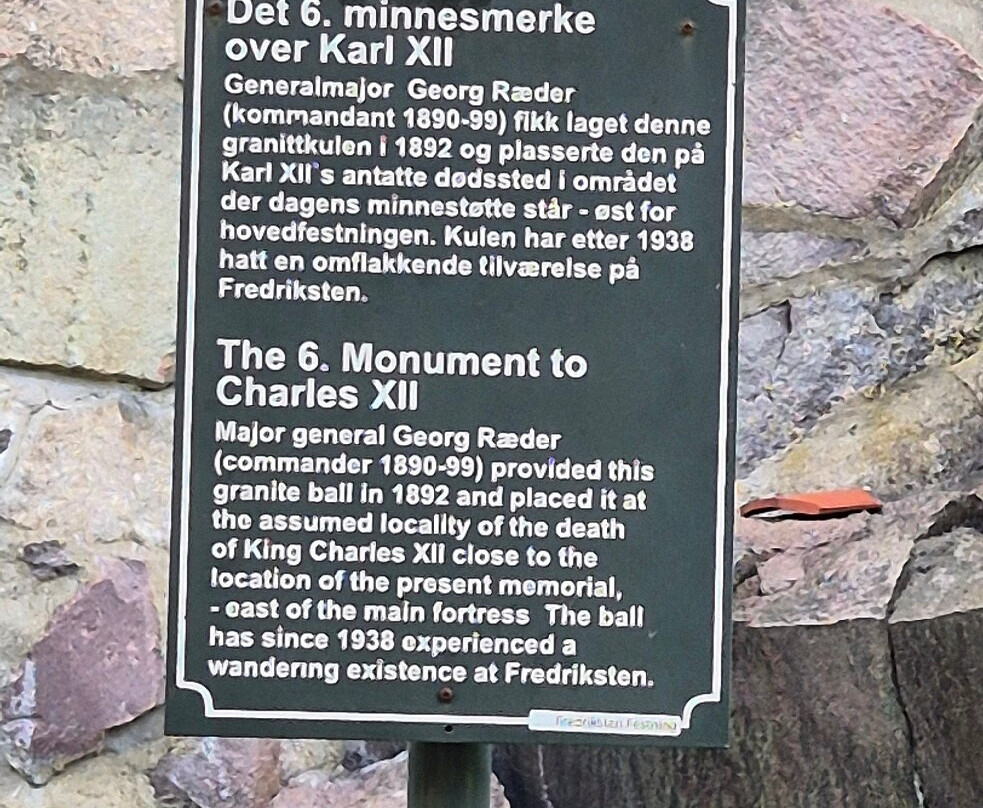 Det 6. minnesmerke
over Karl XII
Generalmajor Georg Ræder
(kommandant 1890-99) fikk laget denne
granittkulen i 1892 og plasserte den på
Karl XII`s antatte dødssted i området
der dagens minnestøtte står - øst for
hovedfestningen. Kulen har etter 1938
hatt en omflakkende tilværelse på
Fredriksten.
The 6. Monument to
Charles XII
Major general Georg Ræder
(commander 1890-99) provided this
granite ball in 1892 and placed it at
the assumed locality of the death
of King Charles XII close to the
location of the present memorial,
- east of the main fortress The ball
has since 1938 experienced a
wandering existence at Fredriksten.
Fredriksten Festning